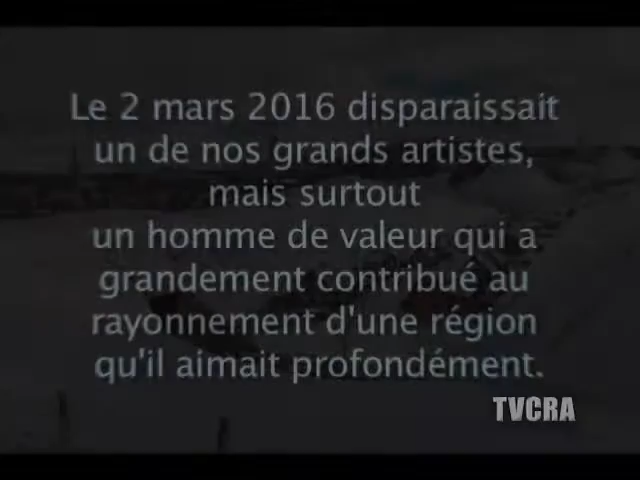 Le 2 mars 2016 disparaissait
un de nos grands artistes,
mais surtout
un homme de valeur qui a
grandement contribué au
rayonnement d'une région
qu'il aimait profondément.
TVCRA